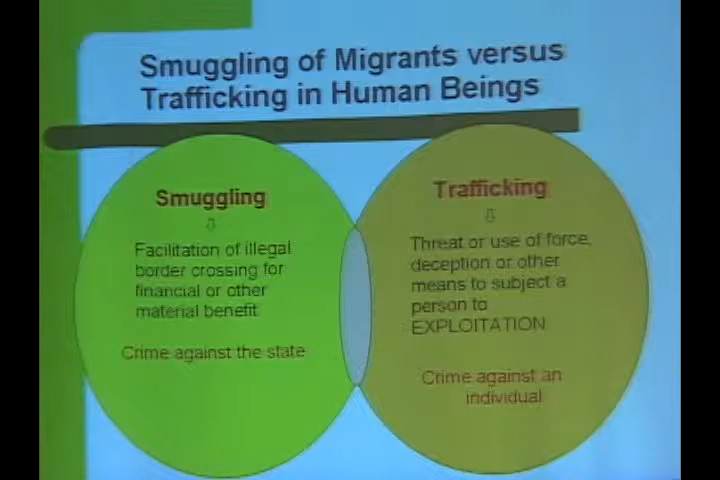 Smuggling of Migrants versus
Trafficking in Human Beings
Smuggling
Facilitation of illegal
border crossing for
financial or other
material benefit
Crime against the state
Trafficking
Threat or use of force,
deception or other
means to subject a
person to
EXPLOITATION
Crime against an
individual